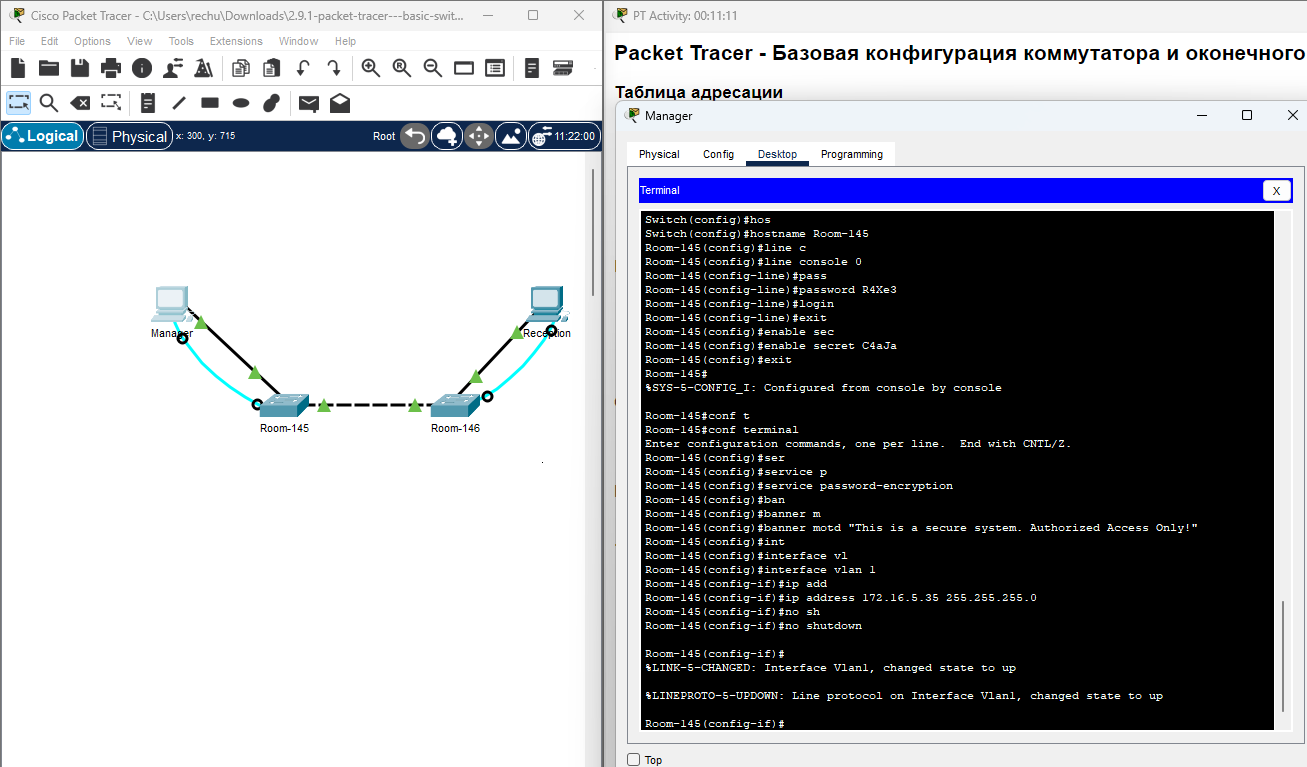 Cisco Packet Tracer - C:\Users\rechu\Downloads\2.9.1-packet-tracer---basic-swit...
File Edit Options View Tools Extensions Window Help
Logical Physical x: 300, y: 715 Root 11:22:00
Manager
Reception
Room-145
Room-146
PT Activity: 00:11:11
Packet Tracer - Базовая конфигурация коммутатора и оконечного
Таблица адресации
Manager
Physical Config Desktop Programming
Terminal X
Switch(config)#hos
Switch(config)#hostname Room-145
Room-145(config)#line c
Room-145(config)#line console 0
Room-145(config-line)#pass
Room-145(config-line)#password R4Xe3
Room-145(config-line)#login
Room-145(config-line)#exit
Room-145(config)#enable sec
Room-145(config)#enable secret C4aJa
Room-145(config)#exit
Room-145#
%SYS-5-CONFIG_I: Configured from console by console
Room-145#conf t
Room-145#conf terminal
Enter configuration commands, one per line.  End with CNTL/Z.
Room-145(config)#ser
Room-145(config)#service p
Room-145(config)#service password-encryption
Room-145(config)#ban
Room-145(config)#banner m
Room-145(config)#banner motd "This is a secure system. Authorized Access Only!"
Room-145(config)#int
Room-145(config)#interface vl
Room-145(config)#interface vlan 1
Room-145(config-if)#ip add
Room-145(config-if)#ip address 172.16.5.35 255.255.255.0
Room-145(config-if)#no sh
Room-145(config-if)#no shutdown
Room-145(config-if)#
%LINK-5-CHANGED: Interface Vlan1, changed state to up
%LINEPROTO-5-UPDOWN: Line protocol on Interface Vlan1, changed state to up
Room-145(config-if)#
Top